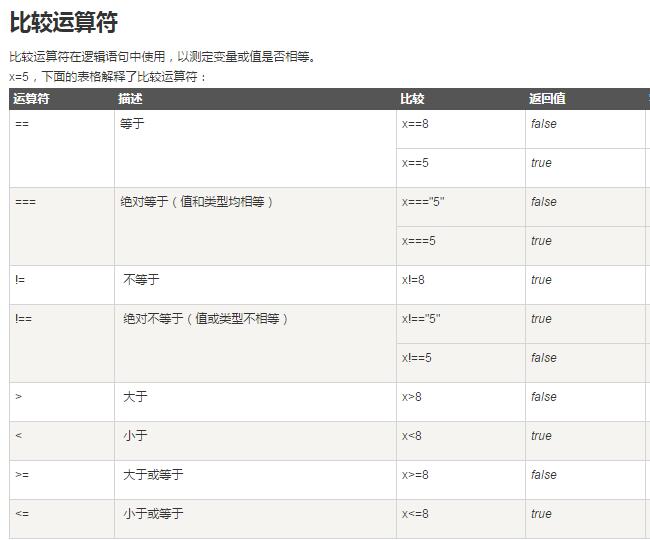 比较运算符
比较运算符在逻辑语句中使用，以测定变量或值是否相等。
x=5，下面的表格解释了比较运算符：
运算符 描述 比较 返回值
== 等于 x==8 false
x==5 true
=== 绝对等于（值和类型均相等） x==="5" false
x===5 true
!= 不等于 x!=8 true
!== 绝对不等于（值或类型不相等） x!=="5" true
x!==5 false
> 大于 x>8 false
< 小于 x<8 true
>= 大于或等于 x>=8 false
<= 小于或等于 x<=8 true